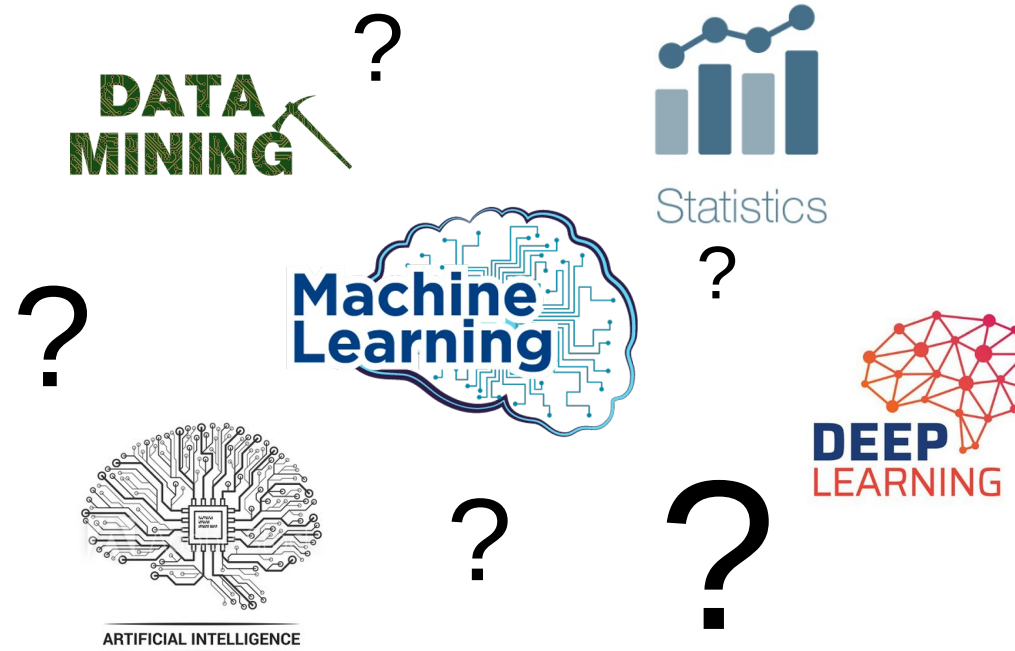 ?
DATA
MINING
Statistics
?
Machine
Learning
?
DEEP
LEARNING
?
?
ARTIFICIAL INTELLIGENCE